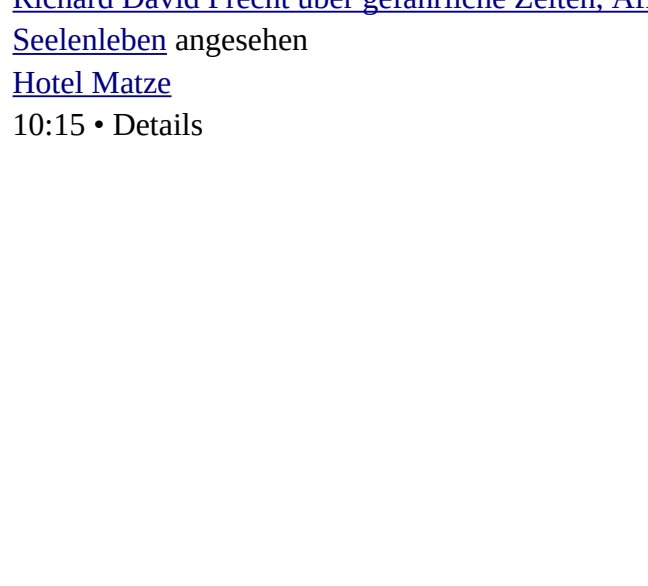 Richard David Precht über gefährliche Zeiten,
Seelenleben angesehen
Hotel Matze
10:15 • Details